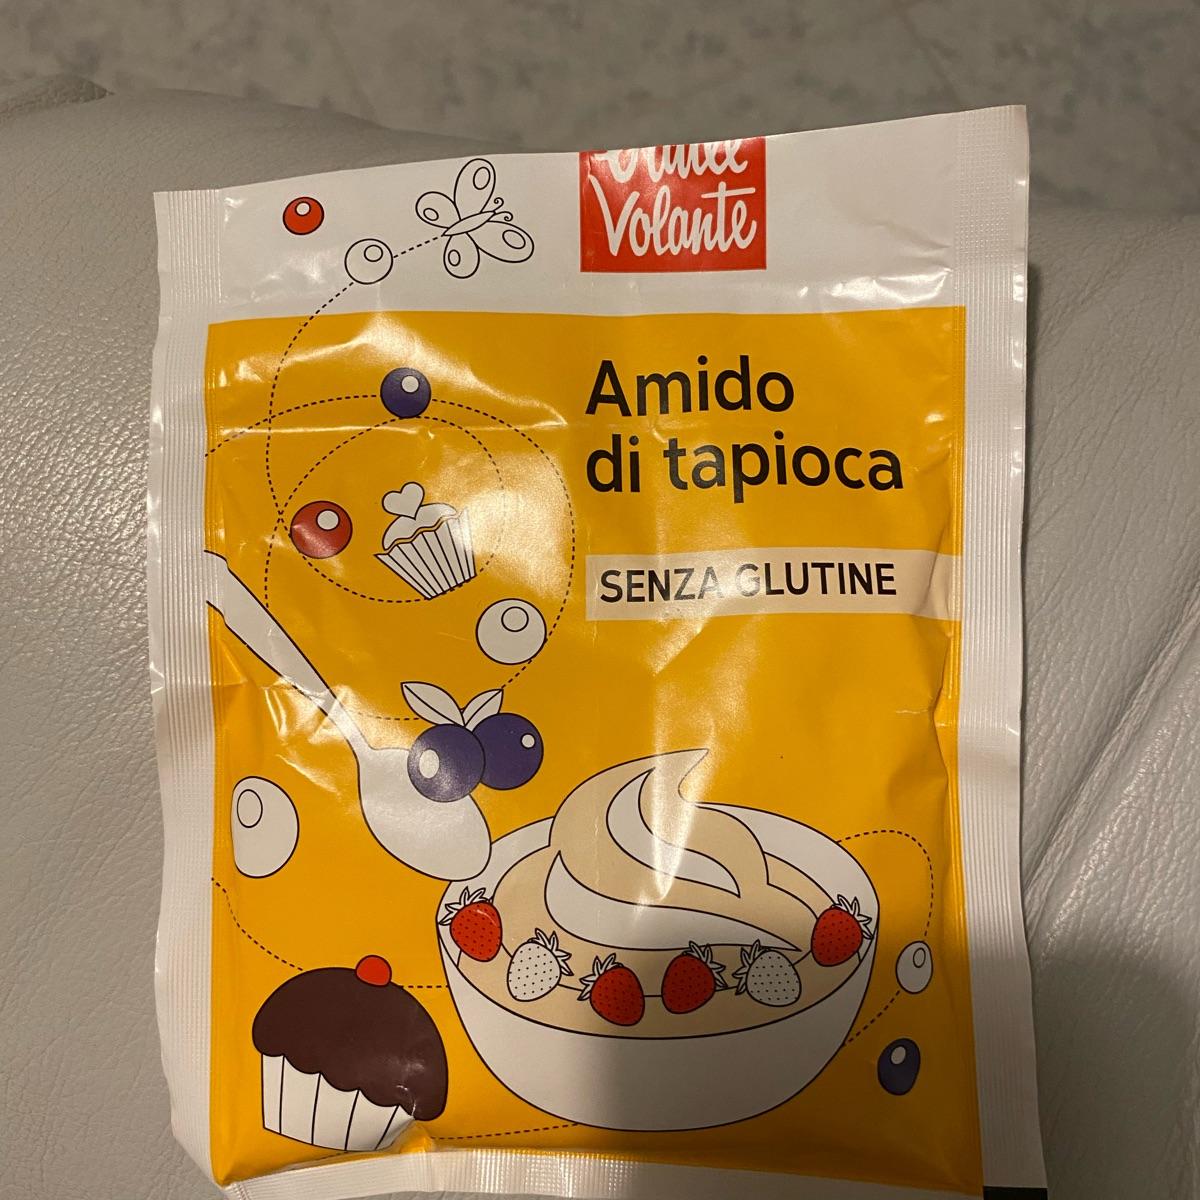 Volante
Amido
di tapioca
SENZA GLUTINE